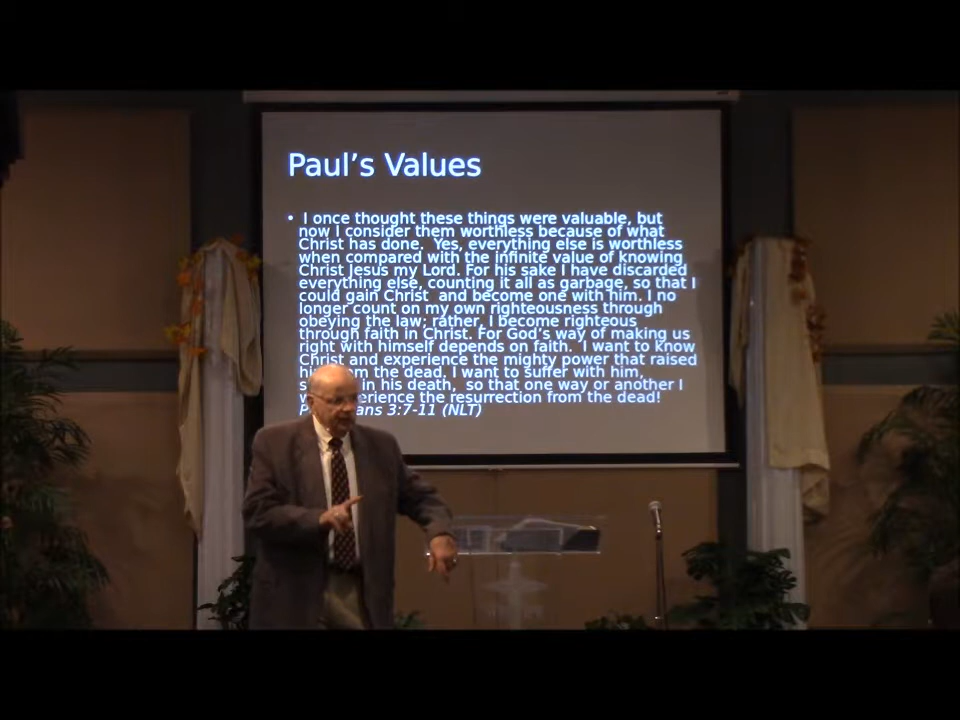 Paul's Values
• I once thought these things were valuable, but
now I consider them worthless because of what
Christ has done. Yes, everything else is worthless
when compared with the infinite value of knowing
Christ Jesus my Lord. For his sake I have discarded
everything else, counting it all as garbage, so that I
could gain Christ and become one with him. I no
longer count on my own righteousness through
obeying the law; rather, I become righteous
through faith in Christ. For God's way of making us
right with himself depends on faith. I want to know
Christ and experience the mighty power that raised
the dead. I want to suffer with him,
in his death, so that one way or another I
the resurrection from the dead!
3:7-11 (NLT)